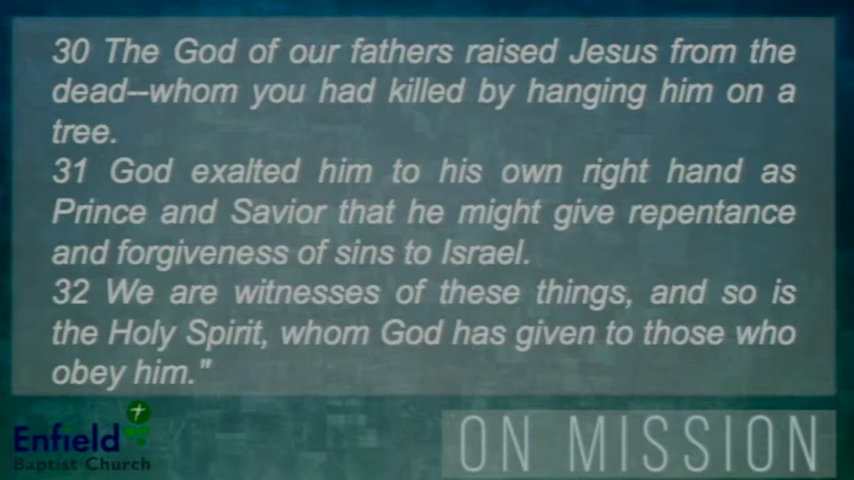 30 The God of our fathers raised Jesus from the
dead--whom you had killed by hanging him on a
tree.
31 God exalted him to his own right hand as
Prince and Savior that he might give repentance
and forgiveness of sins to Israel.
32 We are witnesses of these things, and so is
the Holy Spirit, whom God has given to those who
obey him."
Enfield
Baptist Church
ON MISSION